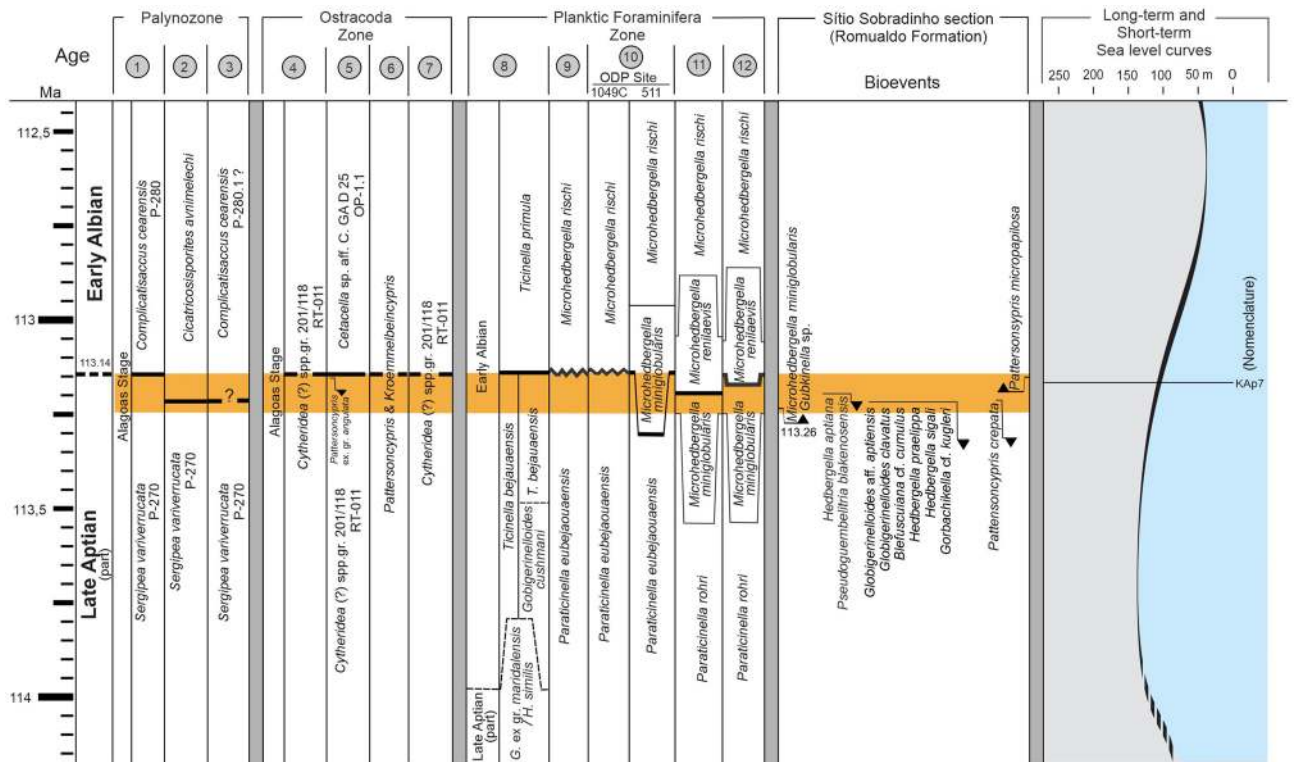 Palynozone
Ostracoda
Zone
Planktic Foraminifera
Zone
Sítio Sobradinho section
(Romualdo Formation)
Long-term and
Short-term
Sea level curves
Age
1
2
3
4
5
6
7
8
9
10
11
12
ODP Site
1049C 511
Bioevents
250 200 150 100 50 m 0
Ma
112,5
113
113.14
113,5
114
Early Albian
Late Aptian
(part)
Alagoas Stage
Complicatisaccus cearensis
P-280
Sergipea variverrucata
P-270
Cicatricosisporites avnimelechi
Sergipea variverrucata
P-270
Complicatisaccus cearensis
P-280.1 ?
?
Sergipea variverrucata
P-270
Alagoas Stage
Cytheridea (?) spp.gr. 201/118
RT-011
Cetacella sp. aff. C. GA D 25
OP-1.1
Pattersoncypris
ex. gr. angulata
Cytheridea (?) spp.gr. 201/118
RT-011
Pattersoncypris & Kroemmelbeincypris
Cytheridea (?) spp.gr. 201/118
RT-011
Early Albian
Late Aptian
(part)
Ticinella primula
Ticinella bejauaensis
T. bejauaensis
Gobigerinelloides
cushmani
G. ex gr. maridalensis
/ H. similis
Microhedbergella rischi
Paraticinella eubejaouaensis
Microhedbergella rischi
Paraticinella eubejaouaensis
Microhedbergella rischi
Microhedbergella
miniglobularis
Paraticinella eubejaouaensis
Microhedbergella rischi
Microhedbergella
renilaevis
Microhedbergella
miniglobularis
Paraticinella rohri
Microhedbergella rischi
Microhedbergella
renilaevis
Microhedbergella
miniglobularis
Paraticinella rohri
Microhedbergella miniglobularis
Gubkinella sp.
113.26
Hedbergella aptiana
Pseudoguembelitria blakenosensis
Globigerinelloides aff. aptiensis
Globigerinelloides clavatus
Blefusciana cf. cumulus
Hedbergella praelippa
Hedbergella sigali
Gorbachikella cf. kugleri
Pattensoncypris crepata
Pattersonsypris micropapilosa
(Nomenclature)
KAp7